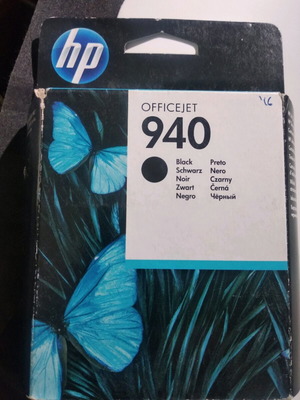 hp
OFFICEJET
940
Black Preto
Schwarz Nero
Noir Czarny
Zwart Černá
Negro Чёрный